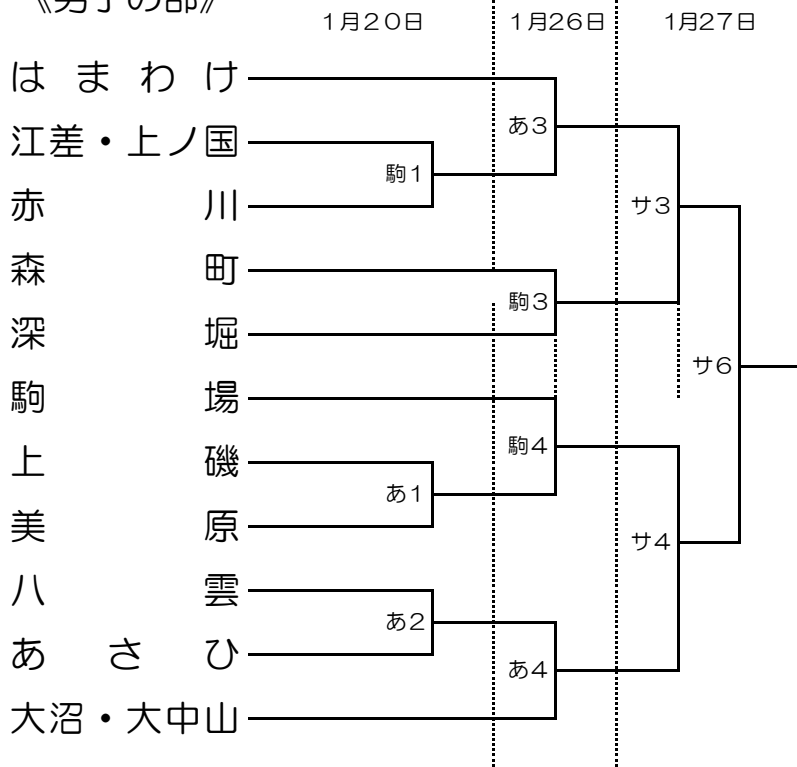 《男子の部》
1月20日 1月26日 1月27日
はまわけ
あ3
江差・上ノ国
駒1
赤川
サ3
森町
駒3
深堀
サ6
駒場
駒4
上磯
あ1
美原
サ4
八雲
あ2
あさひ
あ4
大沼・大中山